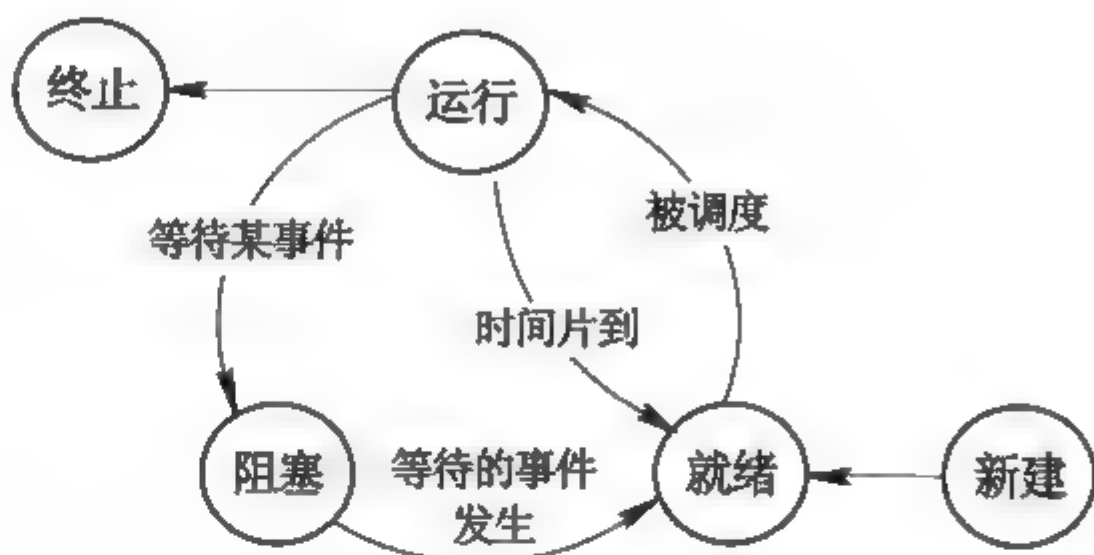 终止
运行
等待某事件
被调度
时间片到
阻塞
等待的事件
发生
就绪
新建